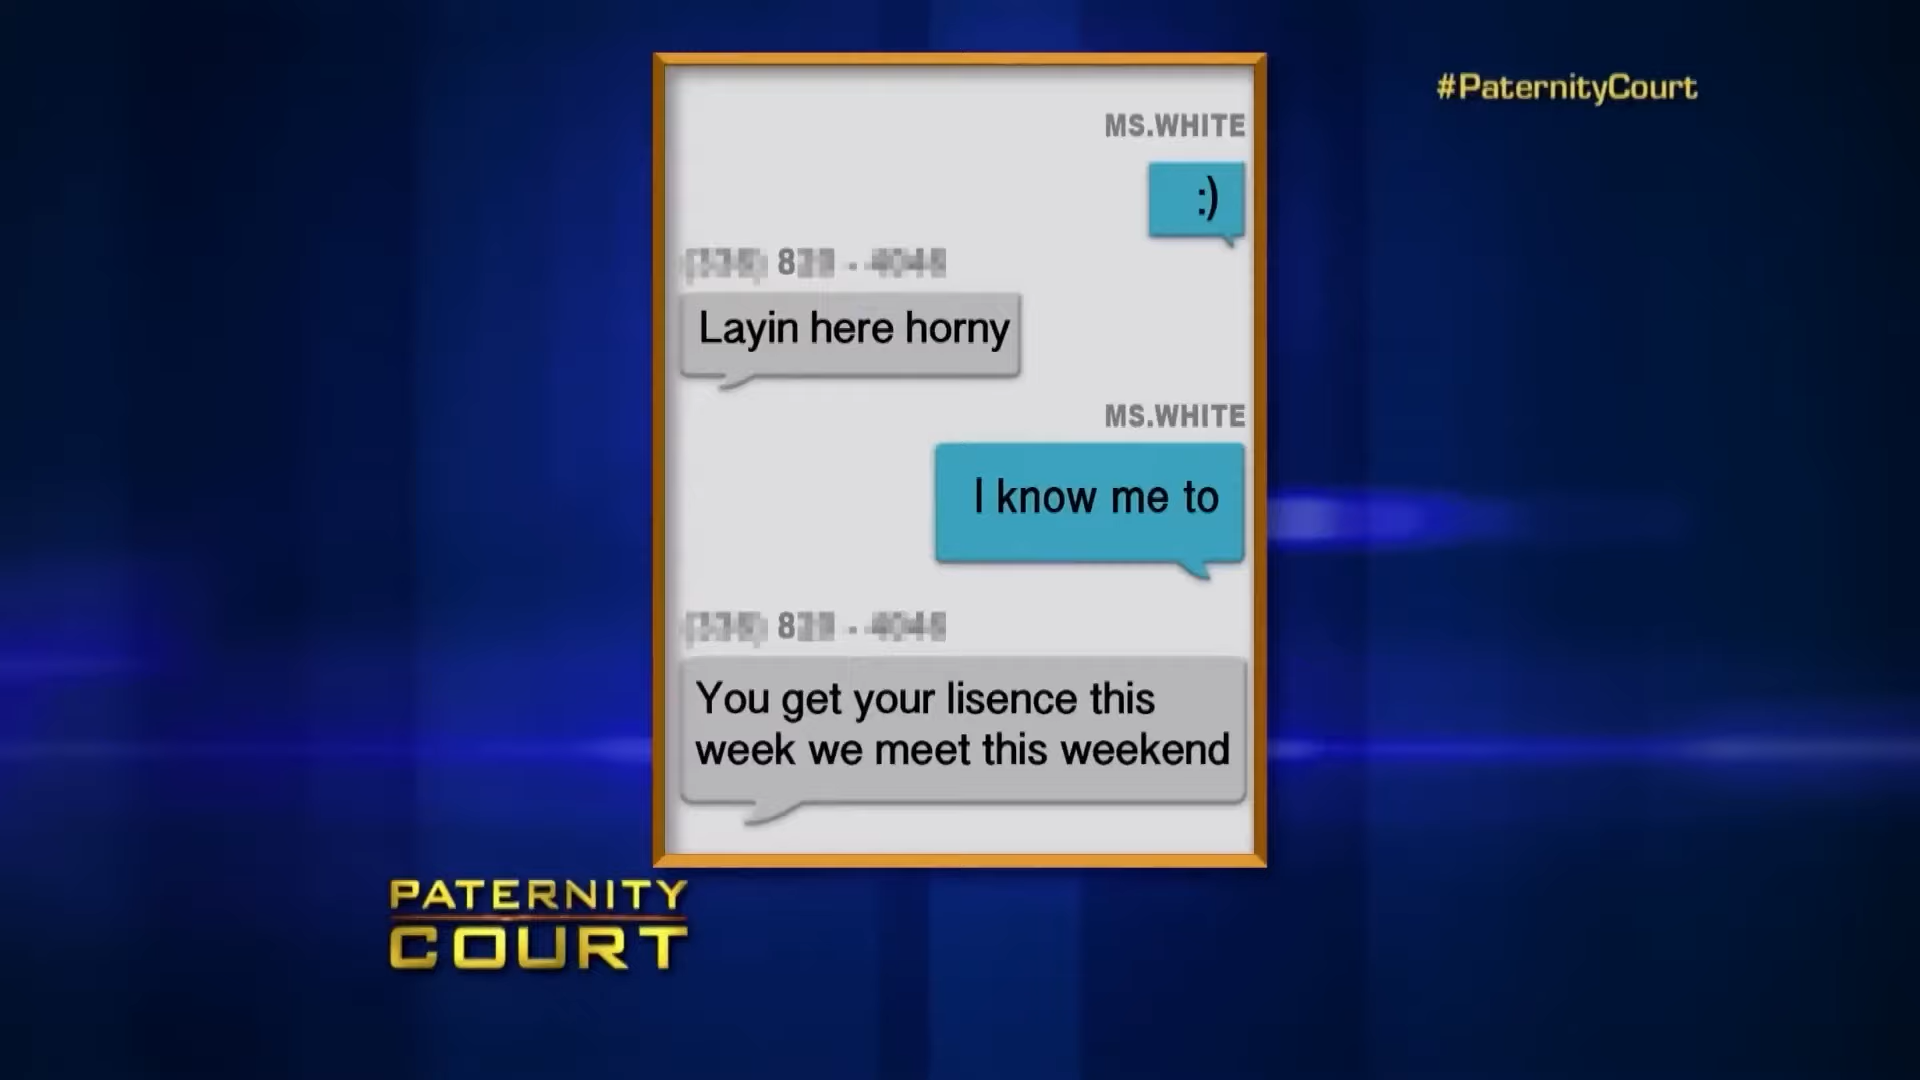 #PaternityCourt
MS.WHITE
:)
8
Layin here horny
MS.WHITE
I know me to
8
You get your lisence this
week we meet this weekend
PATERNITY
COURT